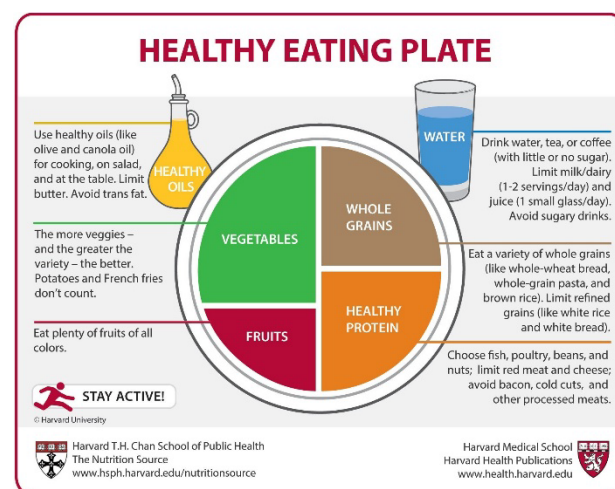 HEALTHY EATING PLATE
Use healthy oils (like
olive and canola oil)
for cooking, on salad,
and at the table. Limit
butter. Avoid trans fat.
HEALTHY
OILS
The more veggies –
and the greater the
variety – the better.
Potatoes and French fries
don't count.
Eat plenty of fruits of all
colors.
VEGETABLES
FRUITS
WHOLE
GRAINS
HEALTHY
PROTEIN
WATER
Drink water, tea, or coffee
(with little or no sugar).
Limit milk/dairy
(1-2 servings/day) and
juice (1 small glass/day).
Avoid sugary drinks.
Eat a variety of whole grains
(like whole-wheat bread,
whole-grain pasta, and
brown rice). Limit refined
grains (like white rice
and white bread).
Choose fish, poultry, beans, and
nuts; limit red meat and cheese;
avoid bacon, cold cuts, and
other processed meats.
STAY ACTIVE!
© Harvard University
Harvard T.H. Chan School of Public Health
The Nutrition Source
www.hsph.harvard.edu/nutritionsource
Harvard Medical School
Harvard Health Publications
www.health.harvard.edu